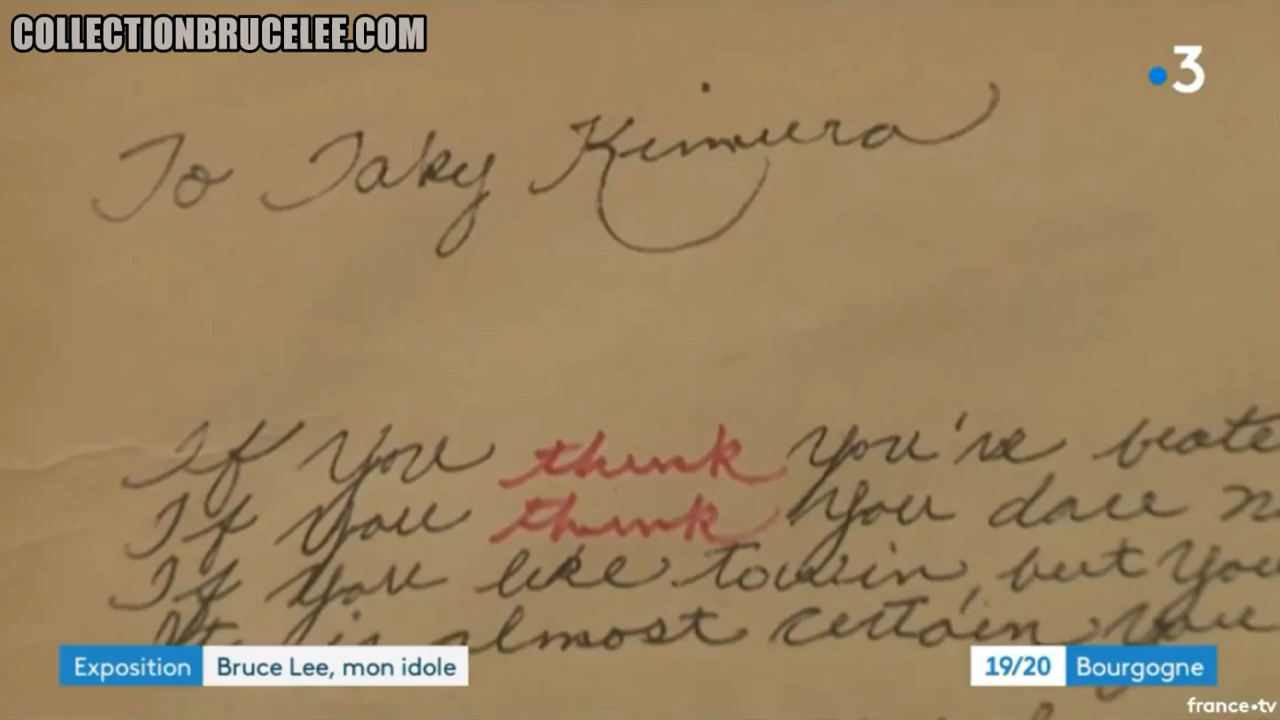 COLLECTIONBRUCELEE.COM
3
To Taky Kimura
If you think you're beate
If you think you dare n
If you like to win, but you
It is almost certain you
Exposition Bruce Lee, mon idole
19/20 Bourgogne
france•tv